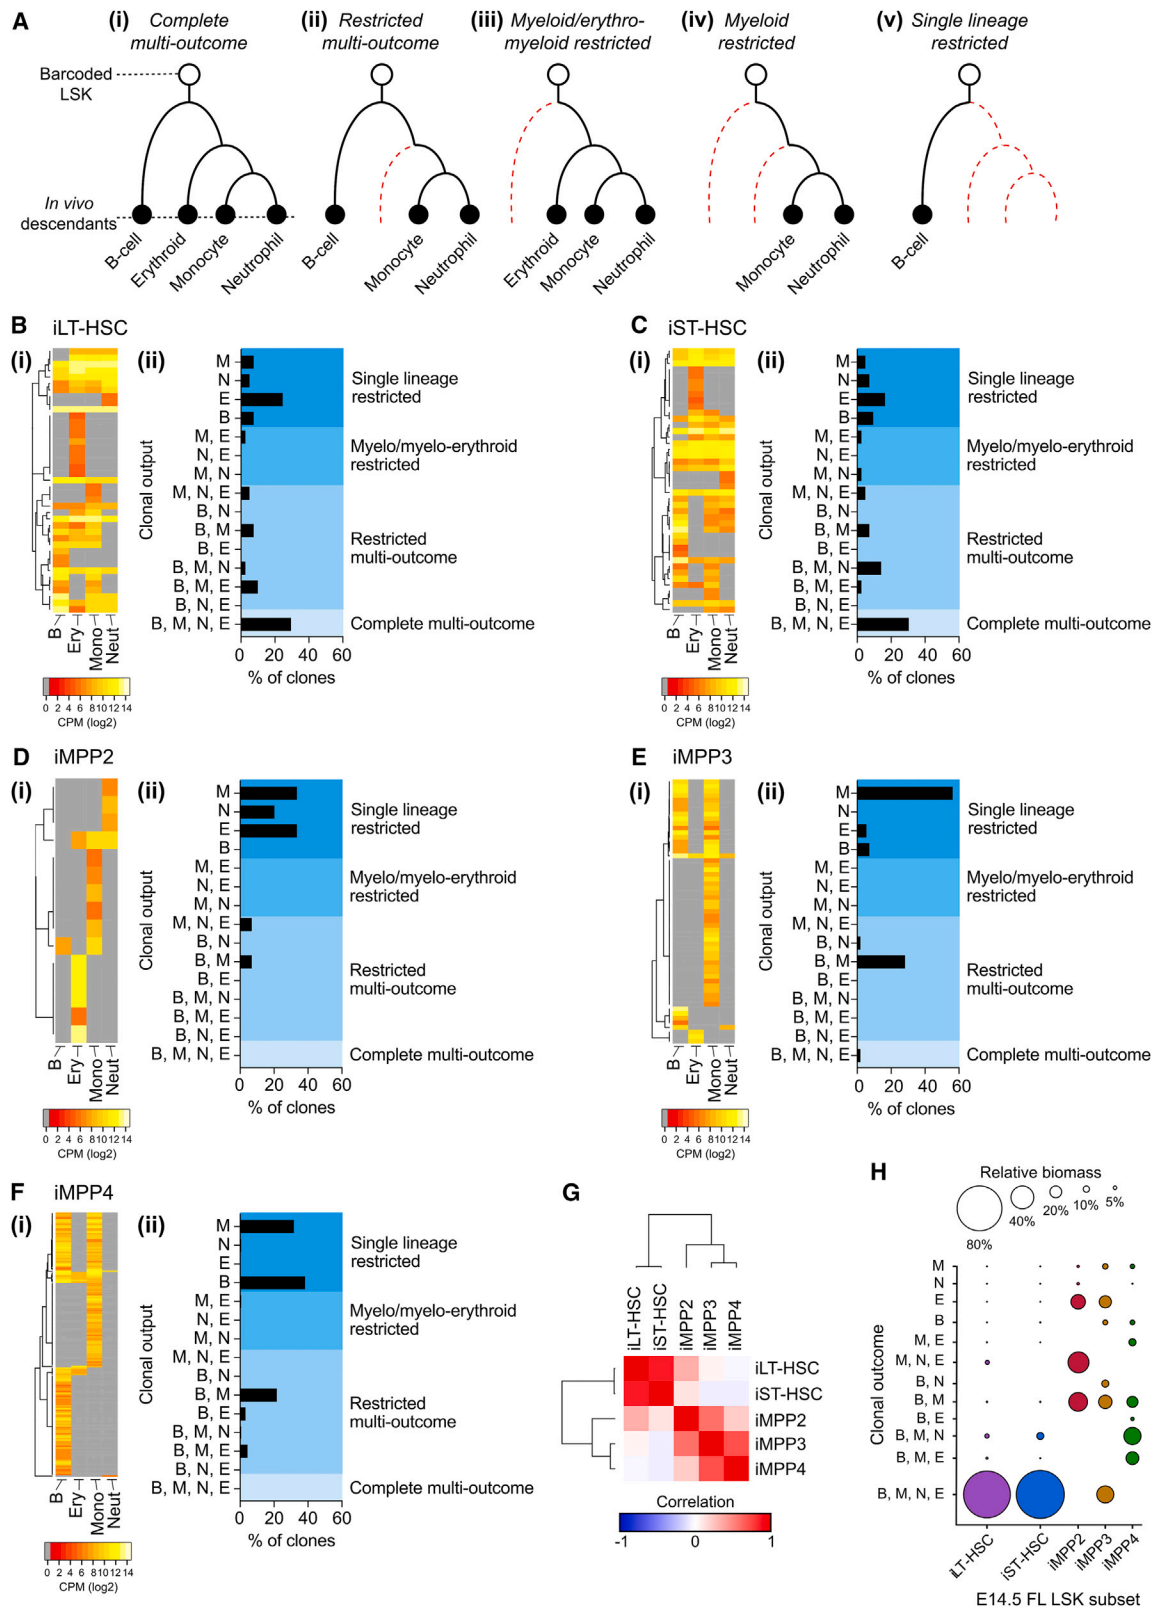 A
(i) Complete multi-outcome
(ii) Restricted multi-outcome
(iii) Myeloid/erythro-myeloid restricted
(iv) Myeloid restricted
(v) Single lineage restricted
Barcoded LSK
In vivo descendants
B-cell
Erythroid
Monocyte
Neutrophil
B-cell
Monocyte
Neutrophil
Erythroid
Monocyte
Neutrophil
Monocyte
Neutrophil
B-cell
B iLT-HSC
(i)
B
Ery
Mono
Neut
0 2 4 6 8 10 12 14
CPM (log2)
(ii)
Clonal output
M
N
E
B
M, E
N, E
M, N
M, N, E
B, N
B, M
B, E
B, M, N
B, M, E
B, N, E
B, M, N, E
Single lineage restricted
Myelo/myelo-erythroid restricted
Restricted multi-outcome
Complete multi-outcome
0 20 40 60
% of clones
C iST-HSC
(i)
B
Ery
Mono
Neut
0 2 4 6 8 10 12 14
CPM (log2)
(ii)
Clonal output
M
N
E
B
M, E
N, E
M, N
M, N, E
B, N
B, M
B, E
B, M, N
B, M, E
B, N, E
B, M, N, E
Single lineage restricted
Myelo/myelo-erythroid restricted
Restricted multi-outcome
Complete multi-outcome
0 20 40 60
% of clones
D iMPP2
(i)
B
Ery
Mono
Neut
0 2 4 6 8 10 12 14
CPM (log2)
(ii)
Clonal output
M
N
E
B
M, E
N, E
M, N
M, N, E
B, N
B, M
B, E
B, M, N
B, M, E
B, N, E
B, M, N, E
Single lineage restricted
Myelo/myelo-erythroid restricted
Restricted multi-outcome
Complete multi-outcome
0 20 40 60
% of clones
E iMPP3
(i)
B
Ery
Mono
Neut
0 2 4 6 8 10 12 14
CPM (log2)
(ii)
Clonal output
M
N
E
B
M, E
N, E
M, N
M, N, E
B, N
B, M
B, E
B, M, N
B, M, E
B, N, E
B, M, N, E
Single lineage restricted
Myelo/myelo-erythroid restricted
Restricted multi-outcome
Complete multi-outcome
0 20 40 60
% of clones
F iMPP4
(i)
B
Ery
Mono
Neut
0 2 4 6 8 10 12 14
CPM (log2)
(ii)
Clonal output
M
N
E
B
M, E
N, E
M, N
M, N, E
B, N
B, M
B, E
B, M, N
B, M, E
B, N, E
B, M, N, E
Single lineage restricted
Myelo/myelo-erythroid restricted
Restricted multi-outcome
Complete multi-outcome
0 20 40 60
% of clones
G
iLT-HSC
iST-HSC
iMPP2
iMPP3
iMPP4
iLT-HSC
iST-HSC
iMPP2
iMPP3
iMPP4
Correlation
-1 0 1
H
Relative biomass
80%
40%
20%
10%
5%
Clonal outcome
M
N
E
B
M, E
M, N, E
B, N
B, M
B, E
B, M, N
B, M, E
B, M, N, E
iLT-HSC
iST-HSC
iMPP2
iMPP3
iMPP4
E14.5 FL LSK subset